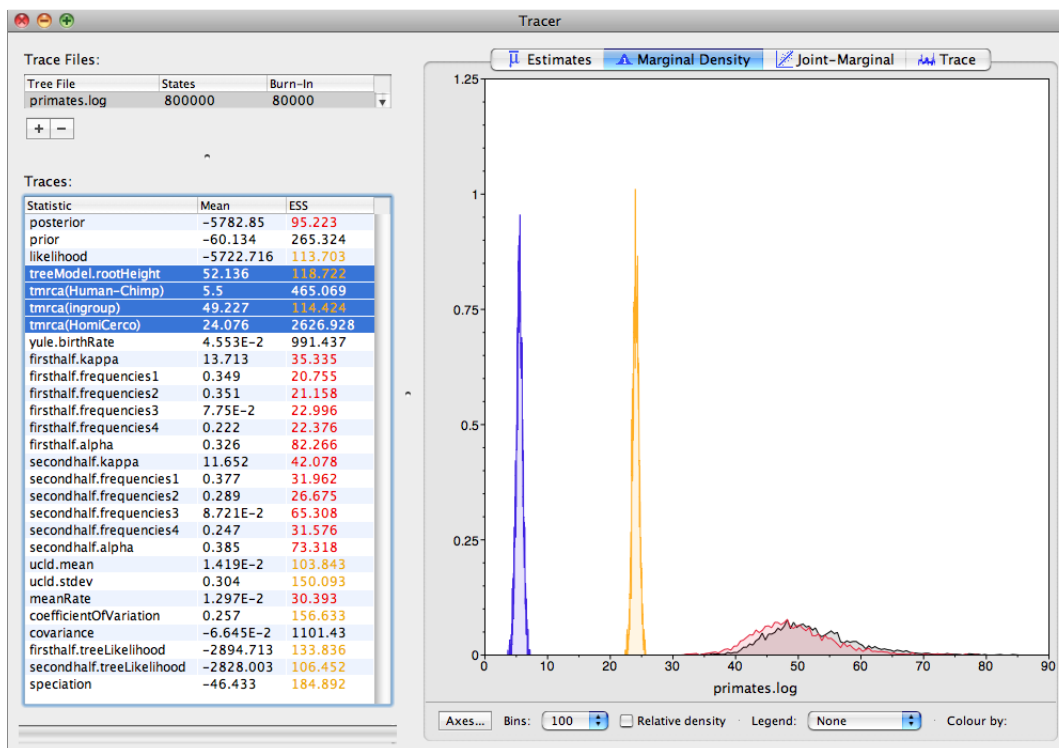 Tracer
Trace Files:
Tree File States Burn-In
primates.log 800000 80000
+ −
Traces:
Statistic Mean ESS
posterior -5782.85 95.223
prior -60.134 265.324
likelihood -5722.716 113.703
treeModel.rootHeight 52.136 118.722
tmrca(Human-Chimp) 5.5 465.069
tmrca(ingroup) 49.227 114.424
tmrca(HomiCerco) 24.076 2626.928
yule.birthRate 4.553E-2 991.437
firsthalf.kappa 13.713 35.335
firsthalf.frequencies1 0.349 20.755
firsthalf.frequencies2 0.351 21.158
firsthalf.frequencies3 7.75E-2 22.996
firsthalf.frequencies4 0.222 22.376
firsthalf.alpha 0.326 82.266
secondhalf.kappa 11.652 42.078
secondhalf.frequencies1 0.377 31.962
secondhalf.frequencies2 0.289 26.675
secondhalf.frequencies3 8.721E-2 65.308
secondhalf.frequencies4 0.247 31.576
secondhalf.alpha 0.385 73.318
ucld.mean 1.419E-2 103.843
ucld.stdev 0.304 150.093
meanRate 1.297E-2 30.393
coefficientOfVariation 0.257 156.633
covariance -6.645E-2 1101.43
firsthalf.treeLikelihood -2894.713 133.836
secondhalf.treeLikelihood -2828.003 106.452
speciation -46.433 184.892
μ Estimates Marginal Density Joint-Marginal Trace
1.25
1
0.75
0.5
0.25
0
0 10 20 30 40 50 60 70 80 90
primates.log
Axes... Bins: 100 Relative density Legend: None Colour by: